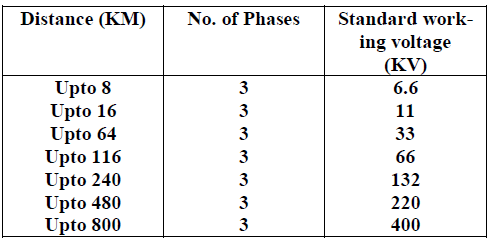 Distance (KM) No. of Phases Standard work-
ing voltage
(KV)
Upto 8 3 6.6
Upto 16 3 11
Upto 64 3 33
Upto 116 3 66
Upto 240 3 132
Upto 480 3 220
Upto 800 3 400